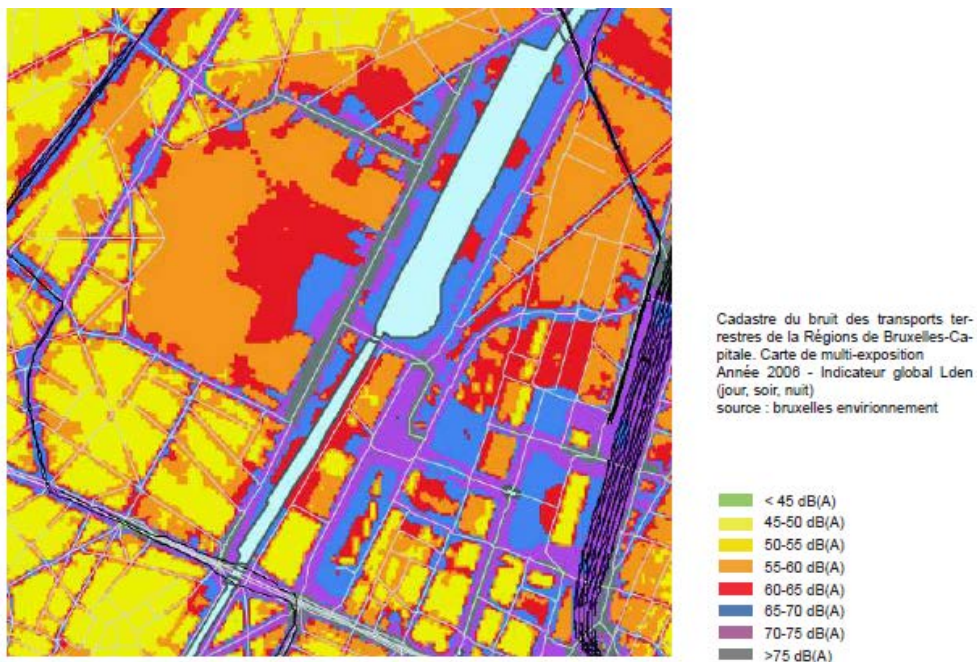 Cadastre du bruit des transports ter-
restres de la Régions de Bruxelles-Ca-
pitale. Carte de multi-exposition
Année 2006 - Indicateur global Lden
(jour, soir, nuit)
source : bruxelles envirionnement
< 45 dB(A)
45-50 dB(A)
50-55 dB(A)
55-60 dB(A)
60-65 dB(A)
65-70 dB(A)
70-75 dB(A)
>75 dB(A)